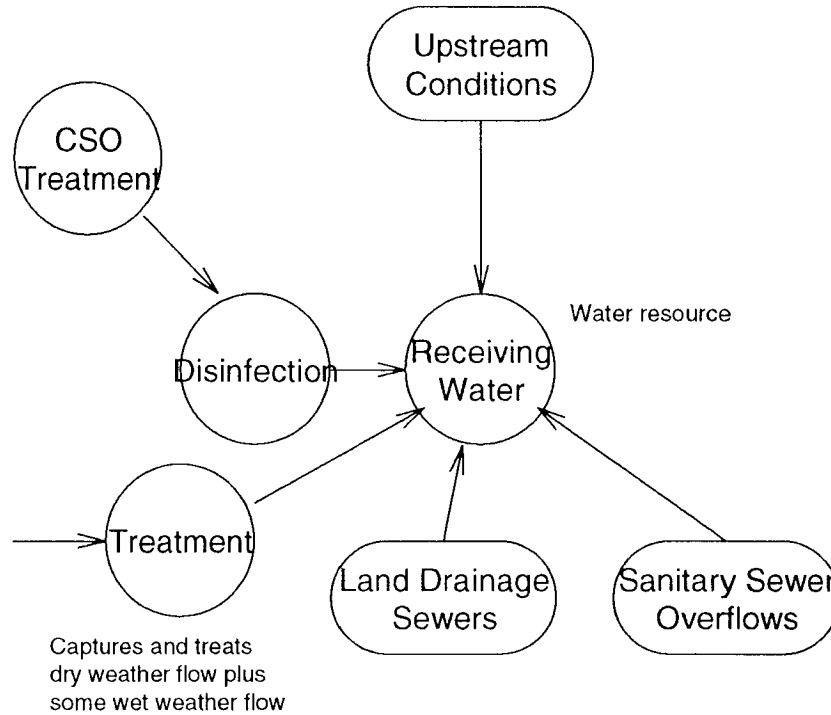 Upstream
Conditions
CSO
Treatment
Water resource
Disinfection
Receiving
Water
Treatment
Land Drainage
Sewers
Sanitary Sewer
Overflows
Captures and treats
dry weather flow plus
some wet weather flow